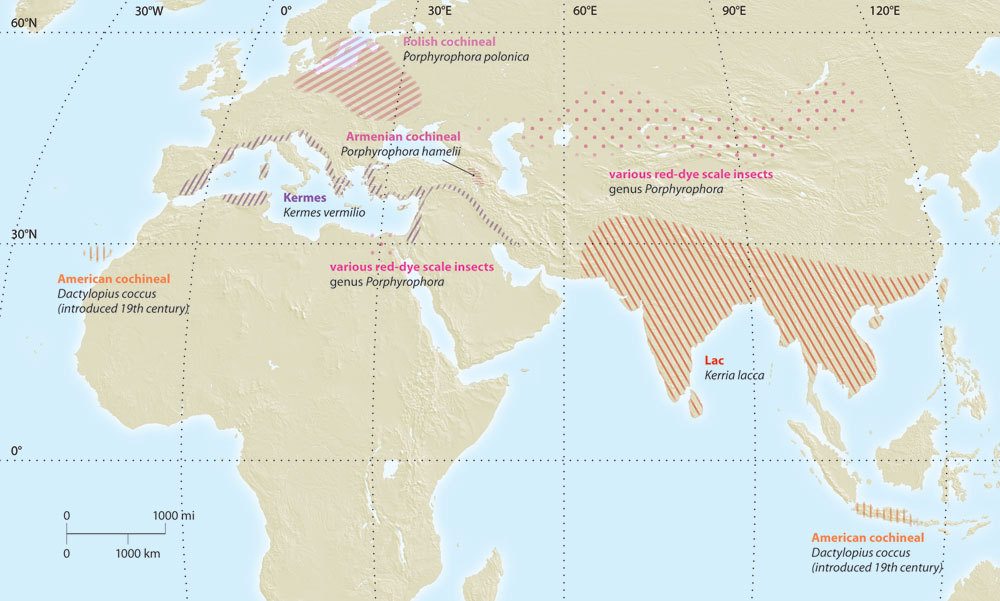 30°W
0°
30°E
60°E
90°E
120°E
60°N
Polish cochineal
Porphyrophora polonica
Armenian cochineal
Porphyrophora hamelii
various red-dye scale insects
genus Porphyrophora
Kermes
Kermes vermilio
30°N
American cochineal
Dactylopius coccus
(introduced 19th century)
various red-dye scale insects
genus Porphyrophora
Lac
Kerria lacca
0°
0
1000 mi
0
1000 km
American cochineal
Dactylopius coccus
(introduced 19th century)